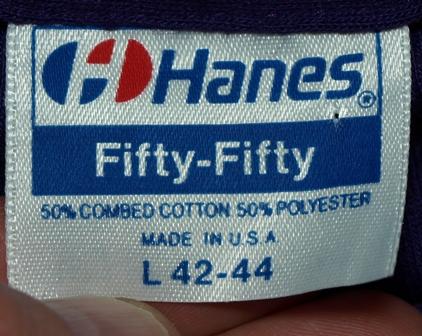 Hanes®
Fifty-Fifty
50% COMBED COTTON 50% POLYESTER
MADE IN U.S.A
L 42-44